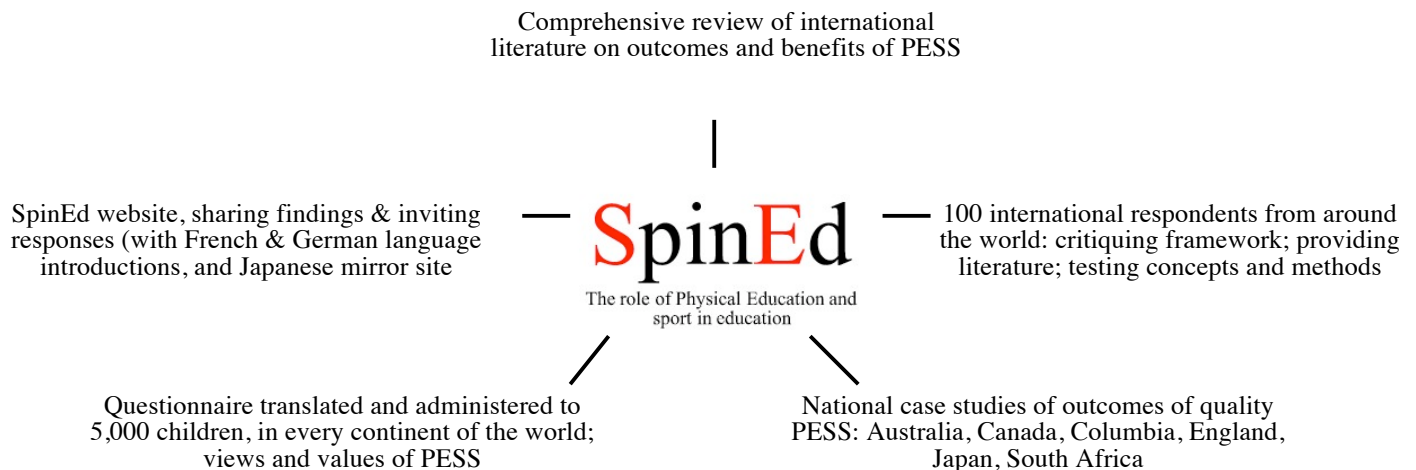 Comprehensive review of international
literature on outcomes and benefits of PESS
SpinEd website, sharing findings & inviting
responses (with French & German language
introductions, and Japanese mirror site
SpinEd
The role of Physical Education and
sport in education
100 international respondents from around
the world: critiquing framework; providing
literature; testing concepts and methods
Questionnaire translated and administered to
5,000 children, in every continent of the world;
views and values of PESS
National case studies of outcomes of quality
PESS: Australia, Canada, Columbia, England,
Japan, South Africa